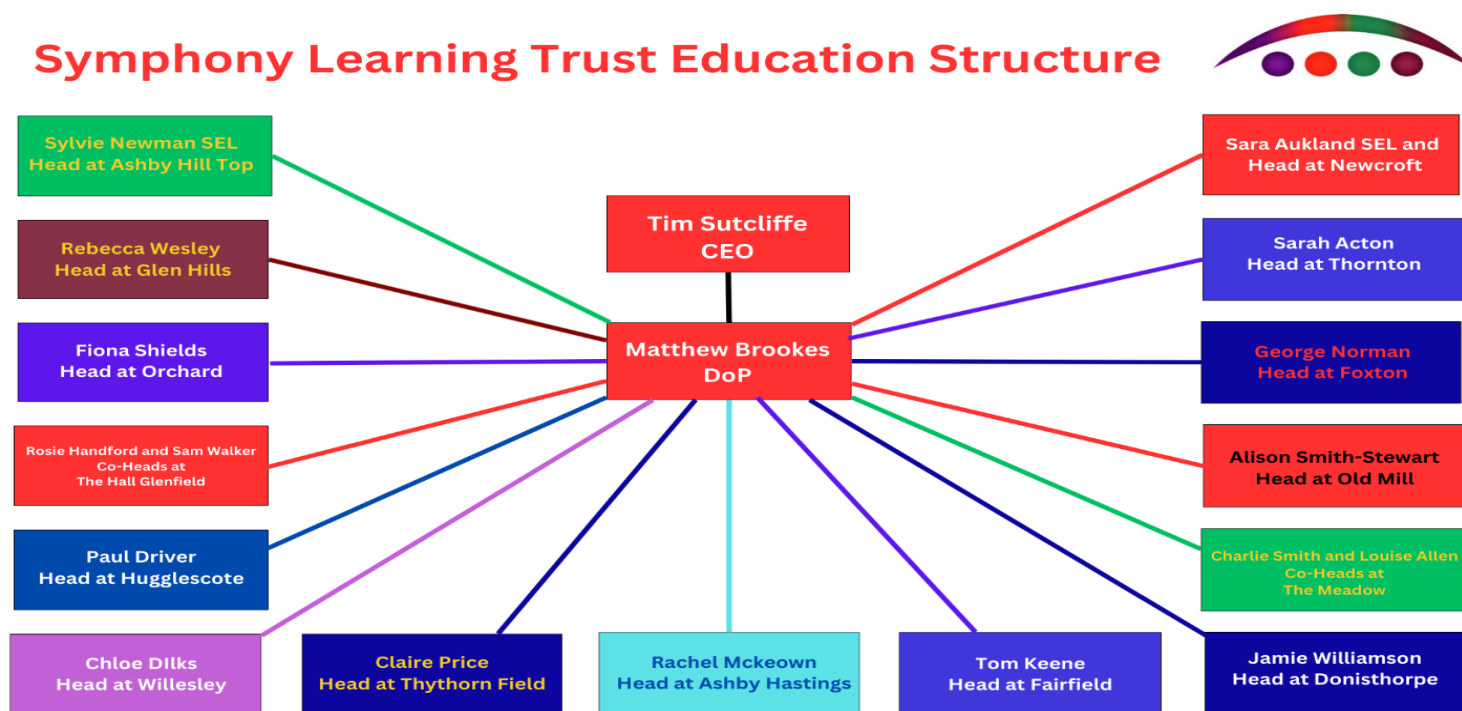 Symphony Learning Trust Education Structure
Sylvie Newman SEL
Head at Ashby Hill Top
Rebecca Wesley
Head at Glen Hills
Fiona Shields
Head at Orchard
Rosie Handford and Sam Walker
Co-Heads at
The Hall Glenfield
Paul Driver
Head at Hugglescote
Tim Sutcliffe
CEO
Matthew Brookes
DoP
Sara Aukland SEL and
Head at Newcroft
Sarah Acton
Head at Thornton
George Norman
Head at Foxton
Alison Smith-Stewart
Head at Old Mill
Charlie Smith and Louise Allen
Co-Heads at
The Meadow
Chloe DIlks
Head at Willesley
Claire Price
Head at Thythorn Field
Rachel Mckeown
Head at Ashby Hastings
Tom Keene
Head at Fairfield
Jamie Williamson
Head at Donisthorpe